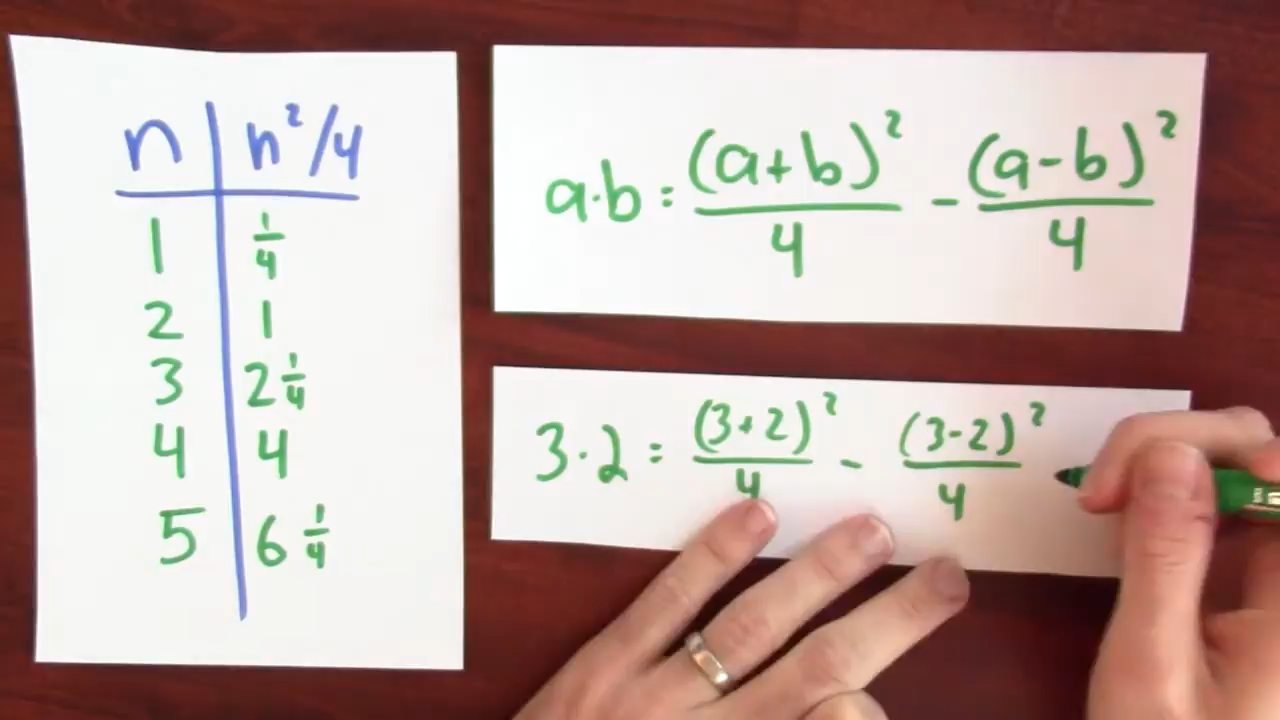 n | n²/4
1 | 1/4
2 | 1
3 | 2 1/4
4 | 4
5 | 6 1/4
a·b = (a+b)²/4 - (a-b)²/4
3·2 = (3+2)²/4 - (3-2)²/4